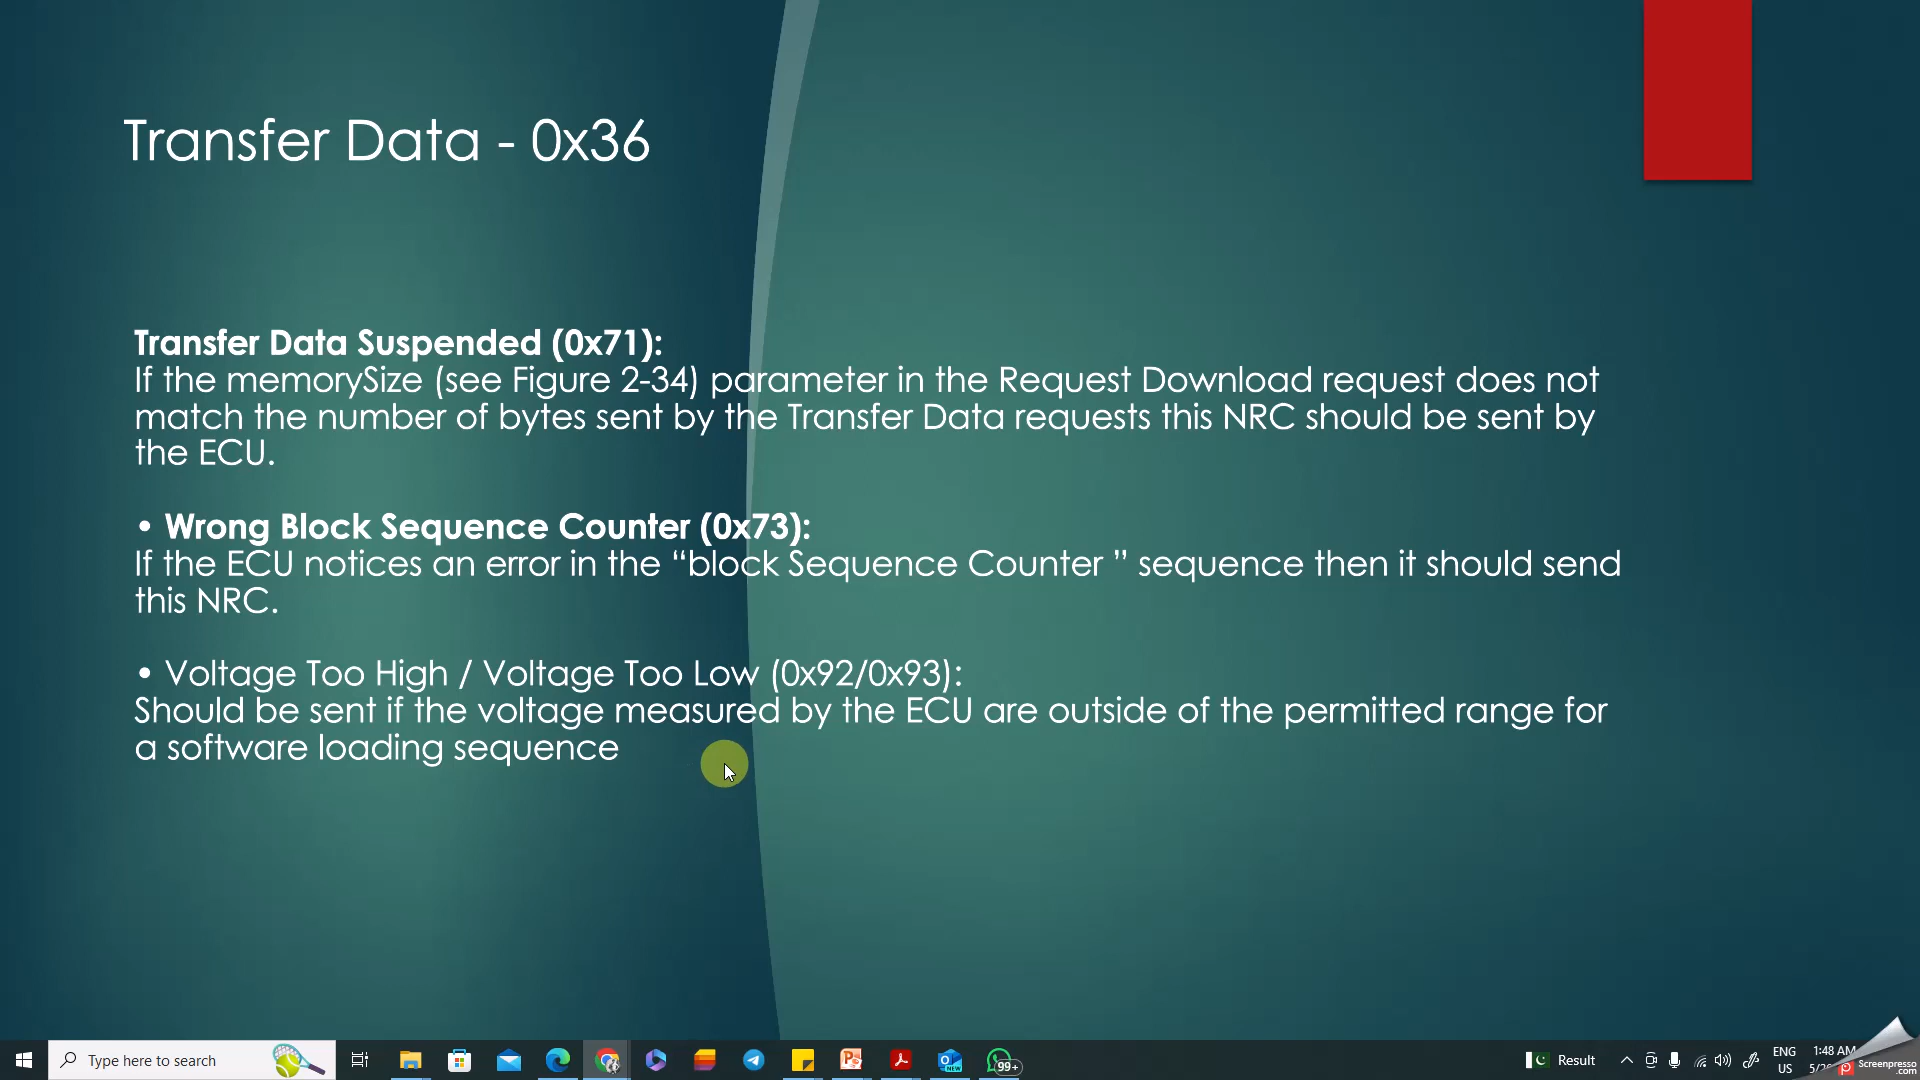 Transfer Data - 0x36
Transfer Data Suspended (0x71):
If the memorySize (see Figure 2-34) parameter in the Request Download request does not
match the number of bytes sent by the Transfer Data requests this NRC should be sent by
the ECU.
• Wrong Block Sequence Counter (0x73):
If the ECU notices an error in the “block Sequence Counter ” sequence then it should send
this NRC.
• Voltage Too High / Voltage Too Low (0x92/0x93):
Should be sent if the voltage measured by the ECU are outside of the permitted range for
a software loading sequence
Type here to search
99+
Result
ENG
US
1:48 AM
Screenpresso
.com